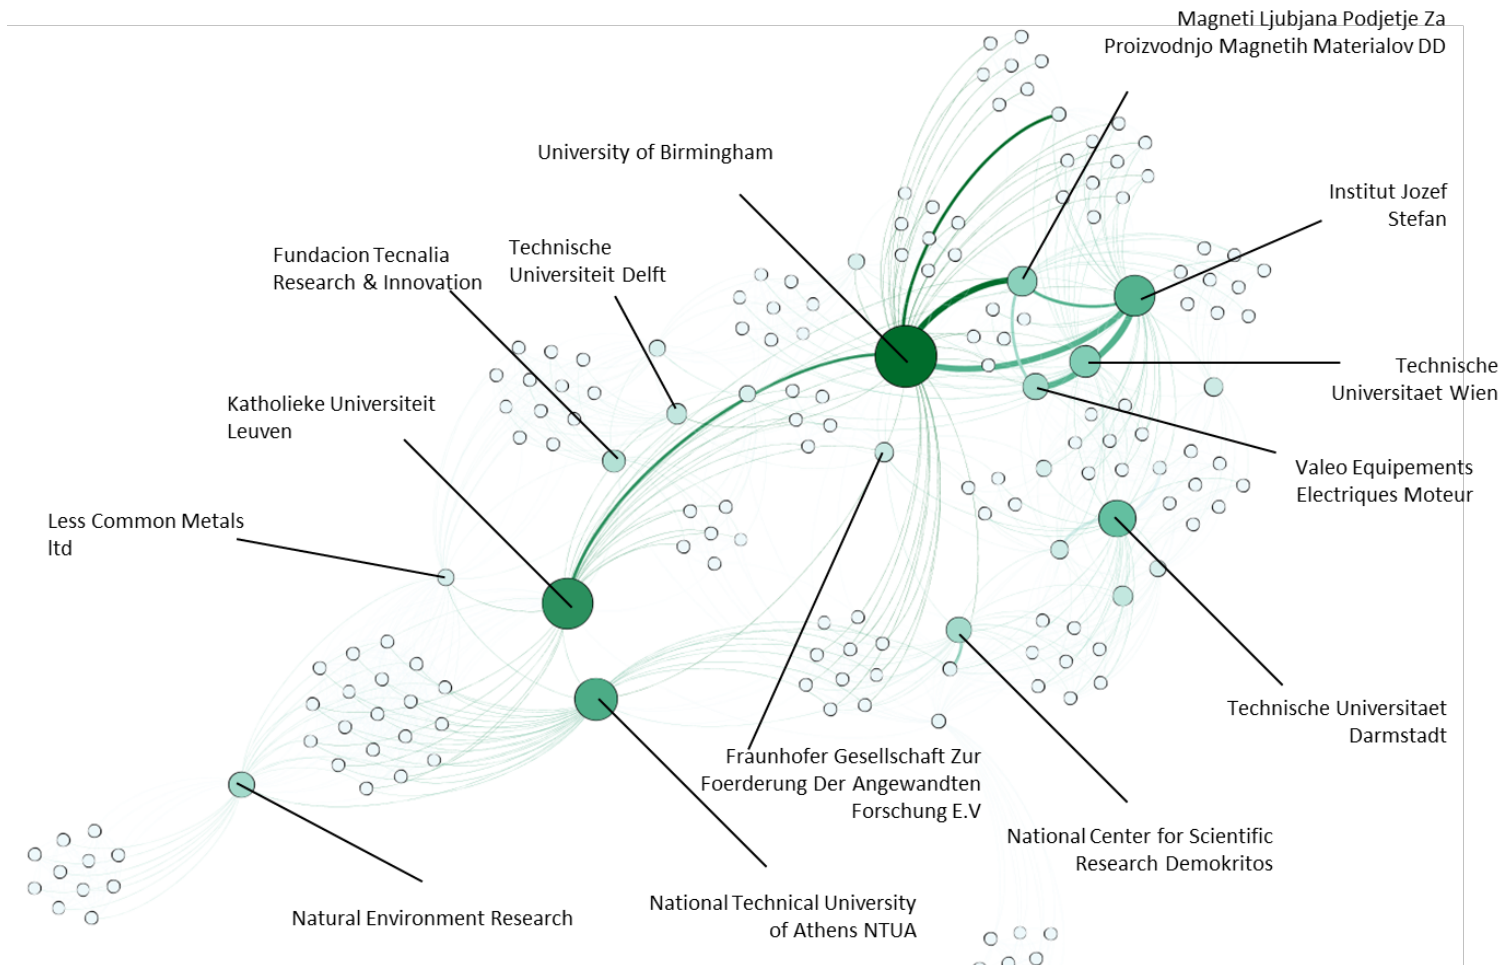 Magneti Ljubjana Podjetje Za
Proizvodnjo Magnetih Materialov DD
University of Birmingham
Institut Jozef
Stefan
Fundacion Tecnalia
Research & Innovation
Technische
Universiteit Delft
Technische
Universitaet Wien
Katholieke Universiteit
Leuven
Valeo Equipements
Electriques Moteur
Less Common Metals
ltd
Technische Universitaet
Darmstadt
Fraunhofer Gesellschaft Zur
Foerderung Der Angewandten
Forschung E.V
National Center for Scientific
Research Demokritos
Natural Environment Research
National Technical University
of Athens NTUA